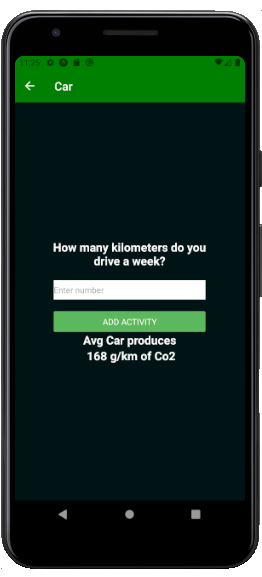 11:25
Car
How many kilometers do you
drive a week?
Enter number
ADD ACTIVITY
Avg Car produces
168 g/km of Co2